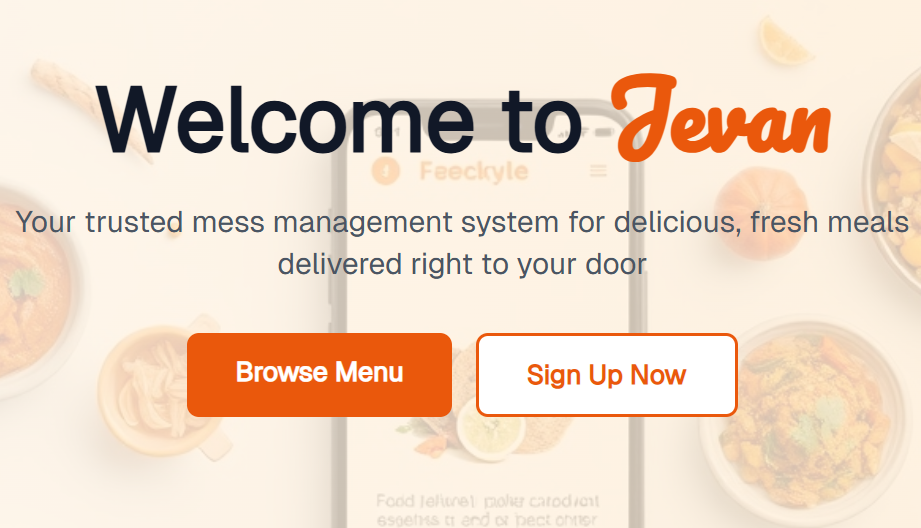 Welcome to Jevan
Feeckyle
Your trusted mess management system for delicious, fresh meals
delivered right to your door
Browse Menu
Sign Up Now